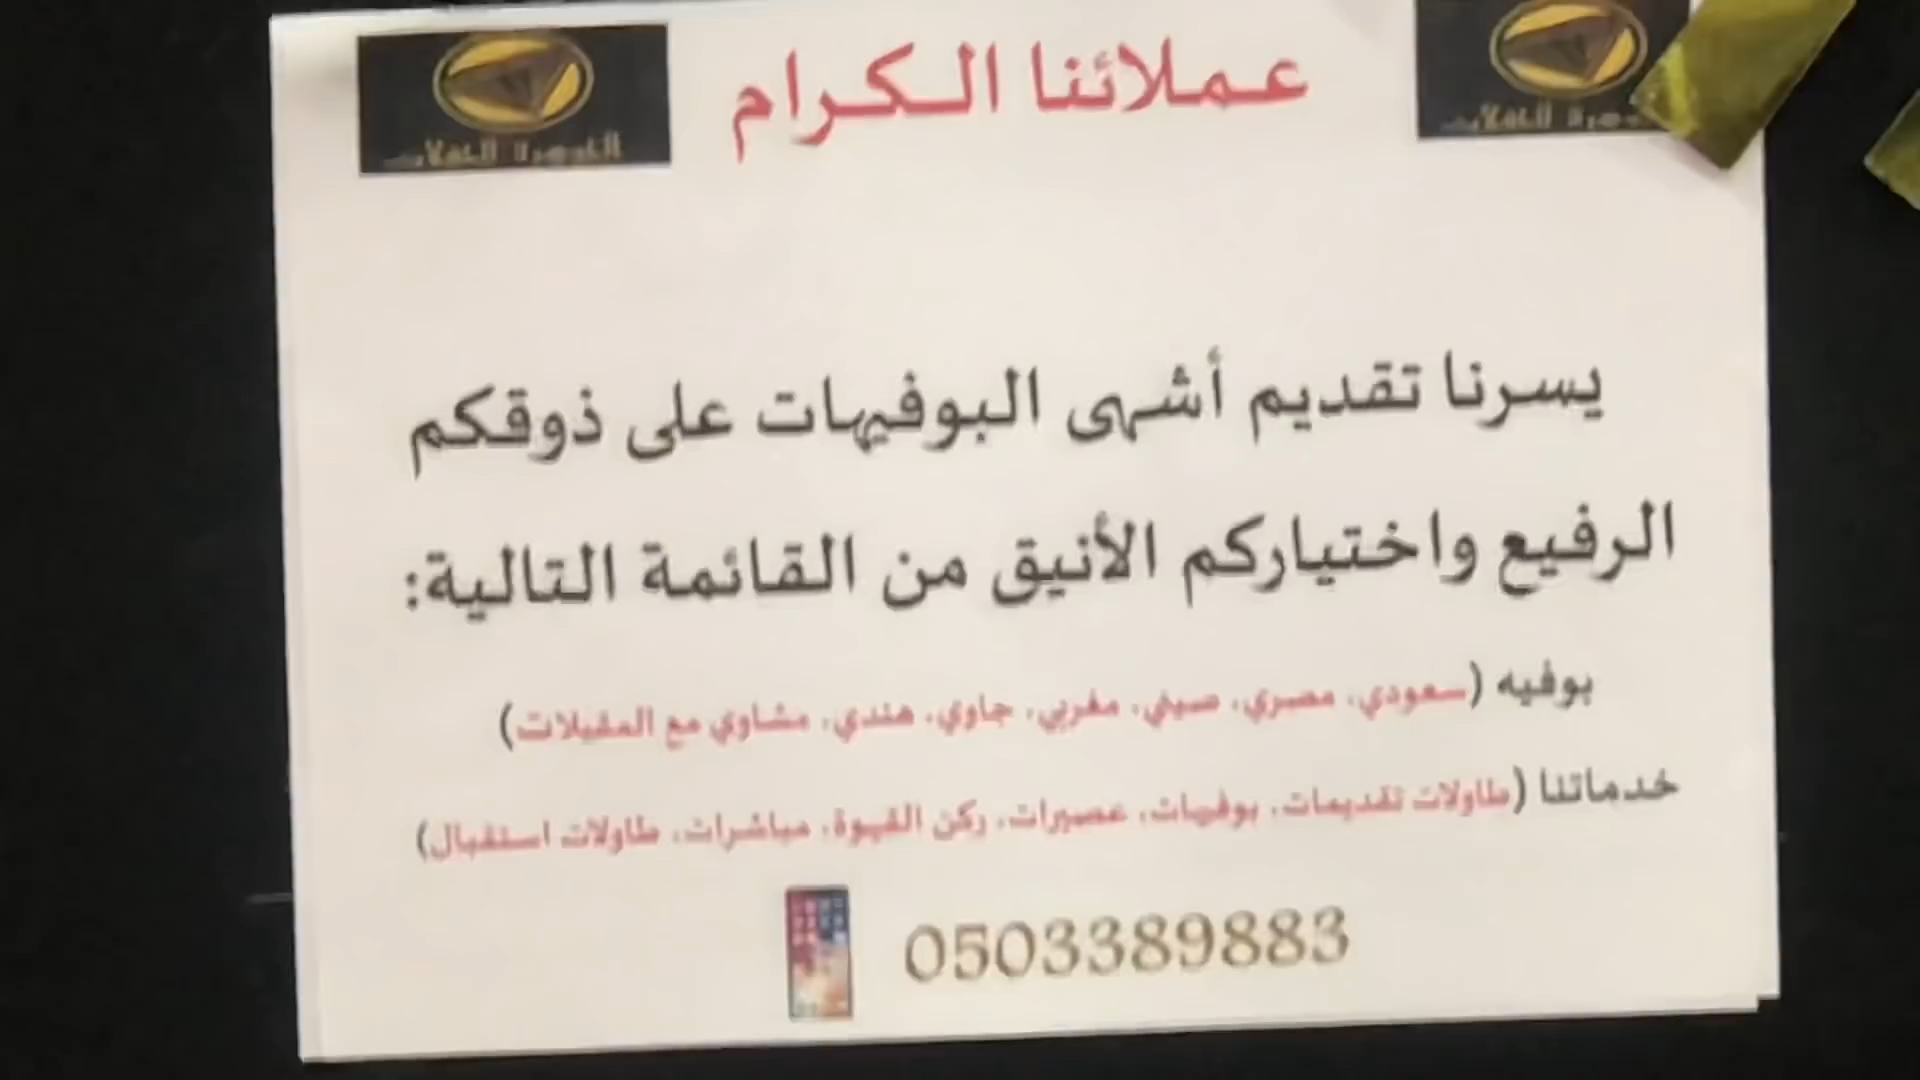 عملائنا الكرام
يسرنا تقديم أشهى البوفيهات على ذوقكم
الرفيع واختياركم الأنيق من القائمة التالية:
بوفيه (سعودي، مصري، صيني، مغربي، جاوي، هندي، مشاوي مع المقبلات)
خدماتنا (طاولات تقديمات، بوفيهات، عصيرات، ركن القهوة، مباشرات، طاولات استقبال)
0503389883